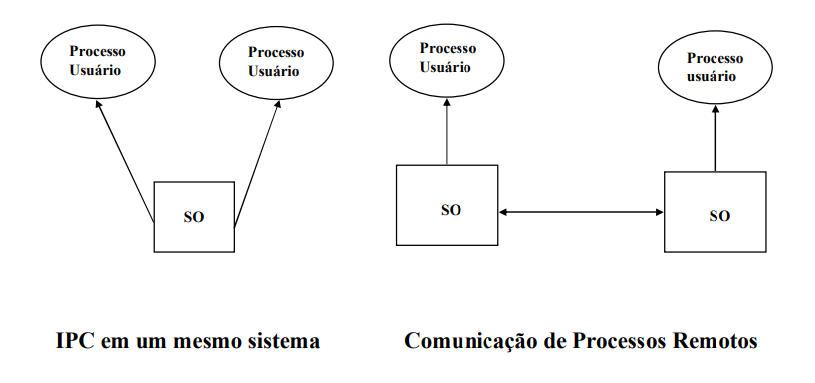 Processo
Usuário
Processo
Usuário
SO
IPC em um mesmo sistema
Processo
Usuário
Processo
usuário
SO
SO
Comunicação de Processos Remotos